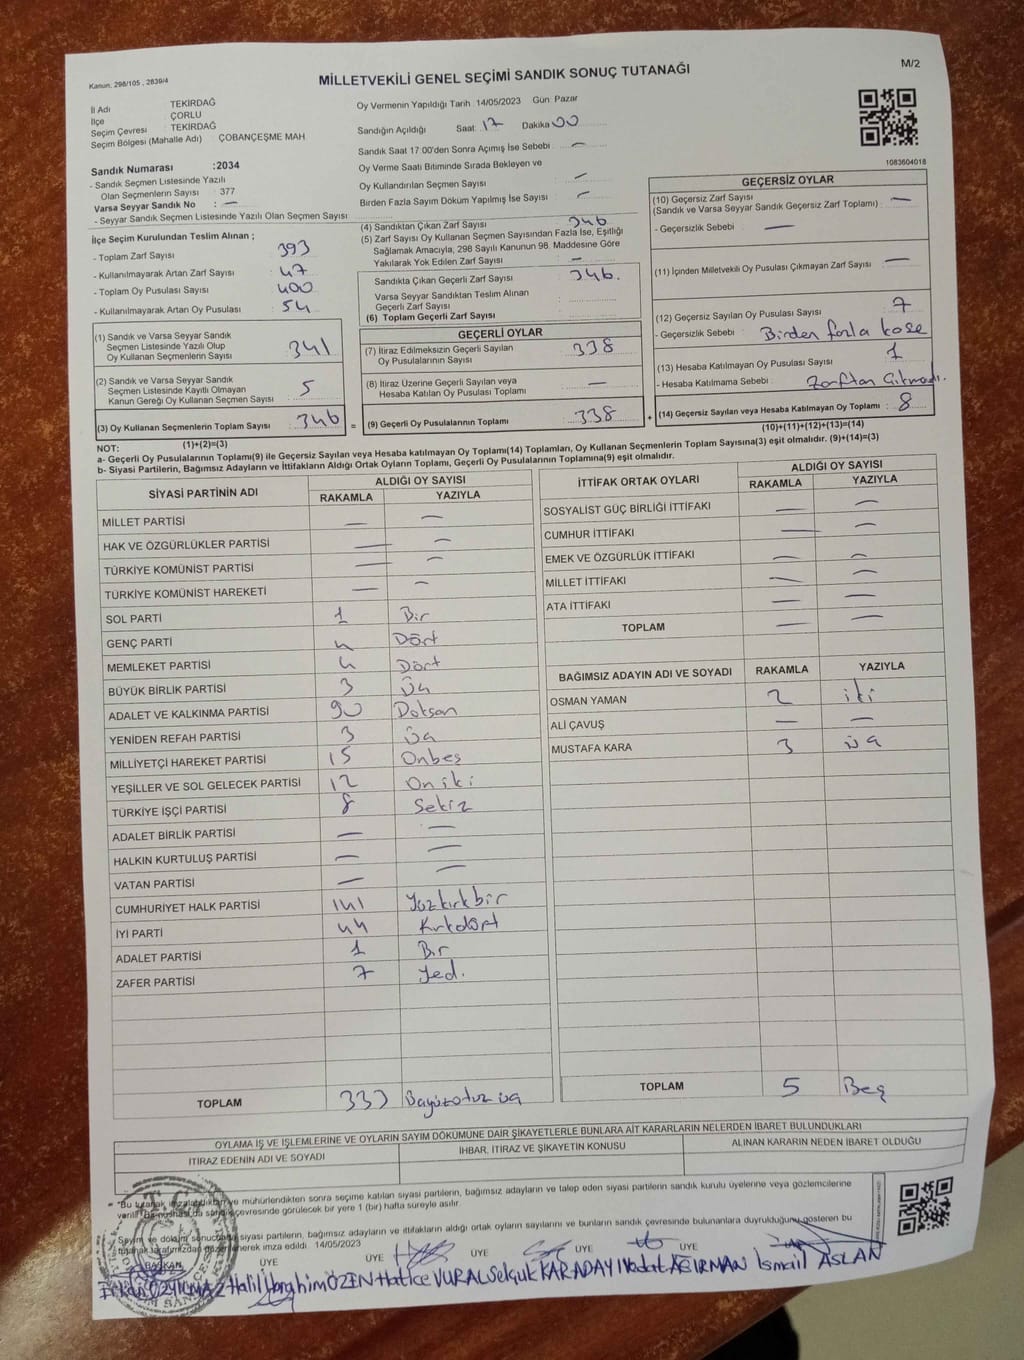 Kanun: 298/105 , 2839/4
MİLLETVEKİLİ GENEL SEÇİMİ SANDIK SONUÇ TUTANAĞI
M/2
İl Adı TEKİRDAĞ
İlçe ÇORLU
Seçim Çevresi TEKİRDAĞ
Seçim Bölgesi (Mahalle Adı) ÇOBANÇEŞME MAH
Sandık Numarası :2034
- Sandık Seçmen Listesinde Yazılı
Olan Seçmenlerin Sayısı : 377
Varsa Seyyar Sandık No : —
- Seyyar Sandık Seçmen Listesinde Yazılı Olan Seçmen Sayısı
Oy Vermenin Yapıldığı Tarih 14/05/2023 Gün Pazar
Sandığın Açıldığı Saat 17 Dakika 00
Sandık Saat 17:00'den Sonra Açımış İse Sebebi —
Oy Verme Saati Bitiminde Sırada Bekleyen ve
Oy Kullandırılan Seçmen Sayısı —
Birden Fazla Sayım Döküm Yapılmış İse Sayısı —
1083604018
İlçe Seçim Kurulundan Teslim Alınan ;
- Toplam Zarf Sayısı 393
- Kullanılmayarak Artan Zarf Sayısı 47
- Toplam Oy Pusulası Sayısı 400
- Kullanılmayarak Artan Oy Pusulası 54
(1) Sandık ve Varsa Seyyar Sandık
Seçmen Listesinde Yazılı Olup
Oy Kullanan Seçmenlerin Sayısı 341
(2) Sandık ve Varsa Seyyar Sandık
Seçmen Listesinde Kayıtlı Olmayan
Kanun Gereği Oy Kullanan Seçmen Sayısı 5
(3) Oy Kullanan Seçmenlerin Toplam Sayısı : 346
(1)+(2)=(3)
(4) Sandıktan Çıkan Zarf Sayısı 346
(5) Zarf Sayısı Oy Kullanan Seçmen Sayısından Fazla İse, Eşitliği
Sağlamak Amacıyla, 298 Sayılı Kanunun 98. Maddesine Göre
Yakılarak Yok Edilen Zarf Sayısı —
Sandıkta Çıkan Geçerli Zarf Sayısı 346.
Varsa Seyyar Sandıktan Teslim Alınan
Geçerli Zarf Sayısı
(6) Toplam Geçerli Zarf Sayısı
GEÇERLİ OYLAR
(7) İtiraz Edilmeksizin Geçerli Sayılan
Oy Pusulalarının Sayısı 338
(8) İtiraz Üzerine Geçerli Sayılan veya
Hesaba Katılan Oy Pusulası Toplamı —
= (9) Geçerli Oy Pusulalarının Toplamı : 338
GEÇERSİZ OYLAR
(10) Geçersiz Zarf Sayısı —
(Sandık ve Varsa Seyyar Sandık Geçersiz Zarf Toplamı)
- Geçersizlik Sebebi —
(11) İçinden Milletvekili Oy Pusulası Çıkmayan Zarf Sayısı —
(12) Geçersiz Sayılan Oy Pusulası Sayısı 7
- Geçersizlik Sebebi Birden fazla kase
(13) Hesaba Katılmayan Oy Pusulası Sayısı 1
- Hesaba Katılmama Sebebi Zarftan Çıkmadı.
+ (14) Geçersiz Sayılan veya Hesaba Katılmayan Oy Toplamı : 8
(10)+(11)+(12)+(13)=(14)
NOT:
a- Geçerli Oy Pusulalarının Toplamı(9) ile Geçersiz Sayılan veya Hesaba katılmayan Oy Toplamı(14) Toplamları, Oy Kullanan Seçmenlerin Toplam Sayısına(3) eşit olmalıdır. (9)+(14)=(3)
b- Siyasi Partilerin, Bağımsız Adayların ve İttifakların Aldığı Ortak Oyların Toplamı, Geçerli Oy Pusulalarının Toplamına(9) eşit olmalıdır.
SİYASİ PARTİNİN ADI ALDIĞI OY SAYISI
RAKAMLA YAZIYLA
MİLLET PARTİSİ — —
HAK VE ÖZGÜRLÜKLER PARTİSİ — —
TÜRKİYE KOMÜNİST PARTİSİ — —
TÜRKİYE KOMÜNİST HAREKETİ — —
SOL PARTİ 1 Bir
GENÇ PARTİ 4 Dört
MEMLEKET PARTİSİ 4 Dört
BÜYÜK BİRLİK PARTİSİ 3 Üç
ADALET VE KALKINMA PARTİSİ 90 Doksan
YENİDEN REFAH PARTİSİ 3 Üç
MİLLİYETÇİ HAREKET PARTİSİ 15 Onbeş
YEŞİLLER VE SOL GELECEK PARTİSİ 12 Oniki
TÜRKİYE İŞÇİ PARTİSİ 8 Sekiz
ADALET BİRLİK PARTİSİ — —
HALKIN KURTULUŞ PARTİSİ — —
VATAN PARTİSİ — —
CUMHURİYET HALK PARTİSİ 141 Yüzkırkbir
İYİ PARTİ 44 Kırkdört
ADALET PARTİSİ 1 Bir
ZAFER PARTİSİ 7 Yedi
TOPLAM 333
İTTİFAK ORTAK OYLARI ALDIĞI OY SAYISI
RAKAMLA YAZIYLA
SOSYALİST GÜÇ BİRLİĞİ İTTİFAKI — —
CUMHUR İTTİFAKI — —
EMEK VE ÖZGÜRLÜK İTTİFAKI — —
MİLLET İTTİFAKI — —
ATA İTTİFAKI — —
TOPLAM — —
BAĞIMSIZ ADAYIN ADI VE SOYADI RAKAMLA YAZIYLA
OSMAN YAMAN 2 iki
ALİ ÇAVUŞ — —
MUSTAFA KARA 3 üç
TOPLAM 5 Beş
OYLAMA İŞ VE İŞLEMLERİNE VE OYLARIN SAYIM DÖKÜMÜNE DAİR ŞİKAYETLERLE BUNLARA AİT KARARLARIN NELERDEN İBARET BULUNDUKLARI
İTİRAZ EDENİN ADI VE SOYADI İHBAR, İTİRAZ VE ŞİKAYETİN KONUSU ALINAN KARARIN NEDEN İBARET OLDUĞU
"Bu tutanak imzalandıktan ve mühürlendikten sonra seçime katılan siyasi partilerin, bağımsız adayların ve talep eden siyasi partilerin sandık kurulu üyelerine veya gözlemcilerine
verilir. Bir nüshası da sandık çevresinde görülecek bir yere 1 (bir) hafta süreyle asılır.
Sayım ve döküm sonucunda siyasi partilerin, bağımsız adayların ve ittifakların aldığı ortak oyların sayılarını ve bunların sandık çevresinde bulunanlara duyrulduğunu gösteren bu
tutanak tarafımızdan düzenlenerek imza edildi. 14/05/2023
BAŞKAN ÜYE ÜYE ÜYE ÜYE ÜYE
ÖZYILMAZ Halil İbrahim ÖZEN Hatice VURAL Selçuk KARADAYI Vedat AĞIRMAN İsmail ASLAN